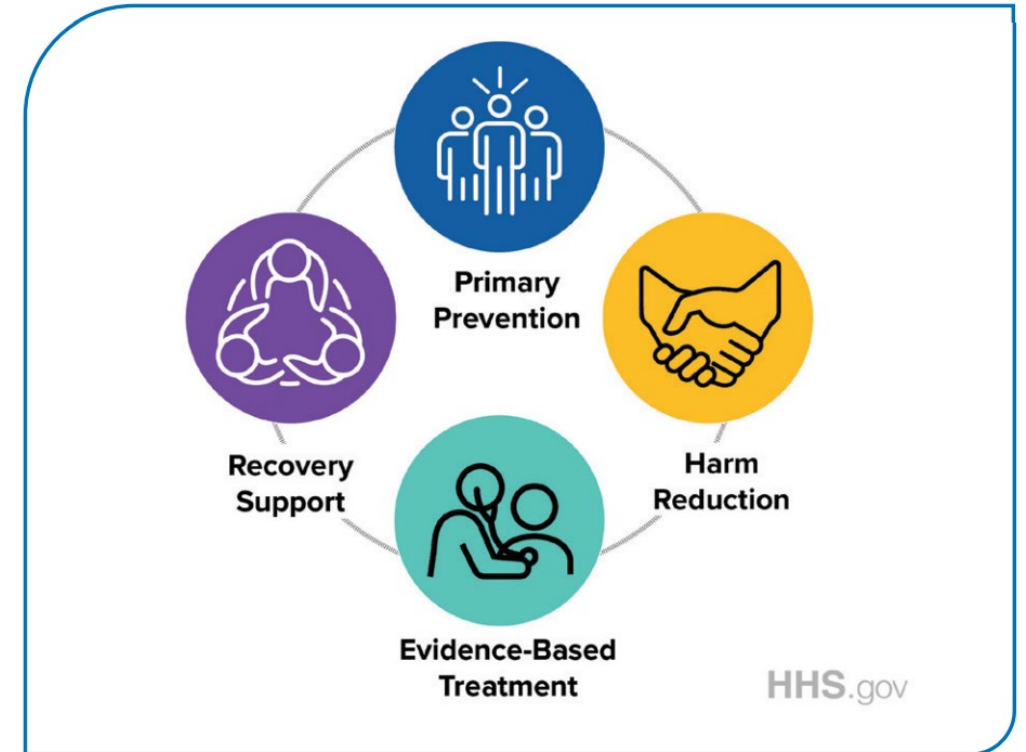 Primary
Prevention
Harm
Reduction
Evidence-Based
Treatment
Recovery
Support
HHS.gov